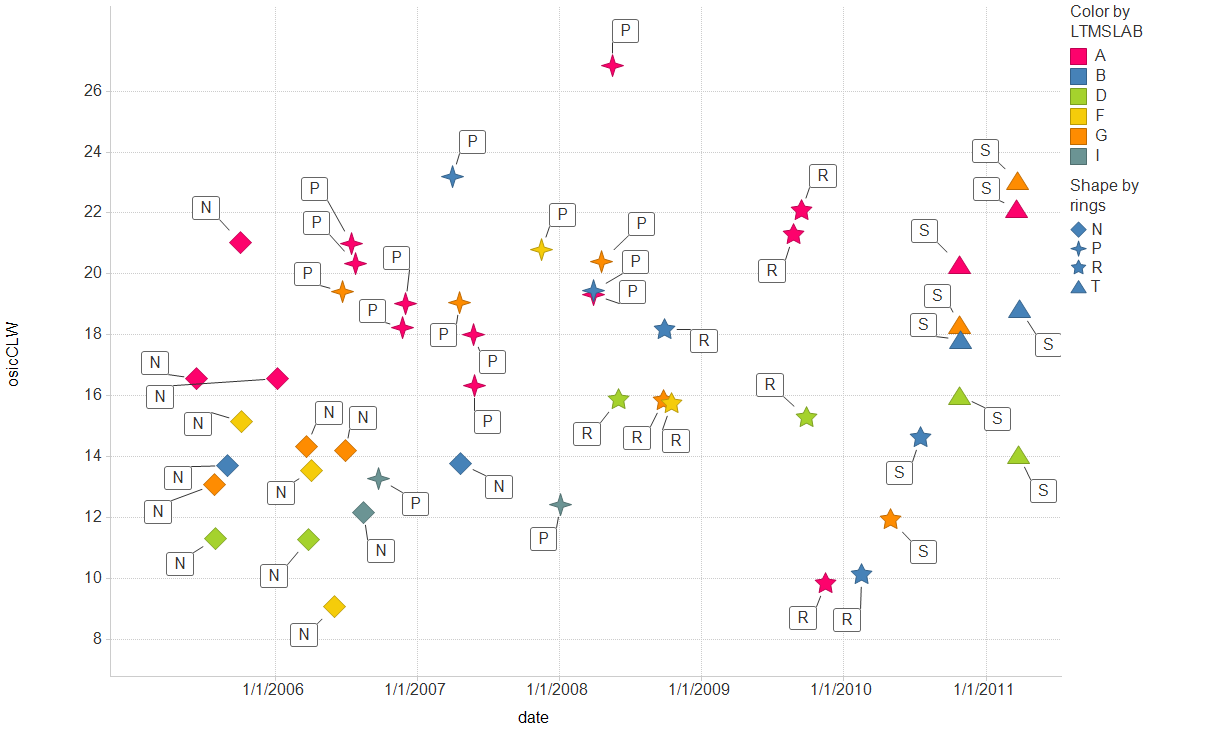 P
26
P
24
S
R
S
P
N
22
P
P
P
S
P
P
R
P
20
S
P
P
P
S
P
18
R
S
P
N
R
16
N
P
N
N
N
S
R
R
R
14
N
S
N
N
S
N
P
12
P
N
S
N
10
N
R
R
N
8
1/1/2006
1/1/2007
1/1/2008
1/1/2009
1/1/2010
1/1/2011
date
osicCLW
Color by
LTMSLAB
A
B
D
F
G
I
Shape by
rings
N
P
R
T